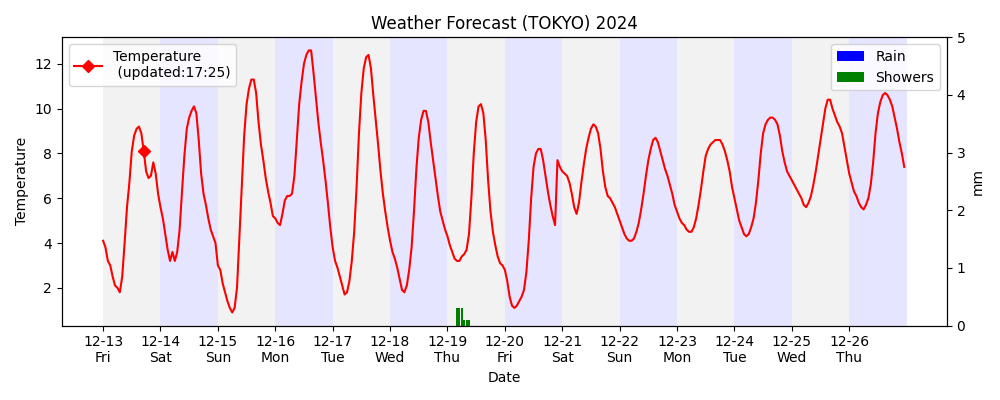 Weather Forecast (TOKYO) 2024
Temperature
(updated:17:25)
Rain
Showers
Temperature
12
10
8
6
4
2
5
4
3
2
1
0
mm
12-13 12-14 12-15 12-16 12-17 12-18 12-19 12-20 12-21 12-22 12-23 12-24 12-25 12-26
Fri Sat Sun Mon Tue Wed Thu Fri Sat Sun Mon Tue Wed Thu
Date